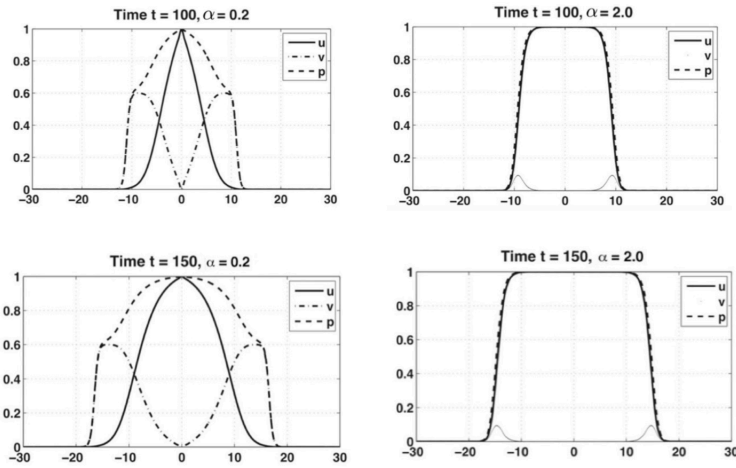 Time t = 100, α = 0.2
1
0.8
0.6
0.4
0.2
0
−30 −20 −10 0 10 20 30
u
v
p
Time t = 100, α = 2.0
1
0.8
0.6
0.4
0.2
0
−30 −20 −10 0 10 20 30
u
v
p
Time t = 150, α = 0.2
1
0.8
0.6
0.4
0.2
0
−30 −20 −10 0 10 20 30
u
v
p
Time t = 150, α = 2.0
1
0.8
0.6
0.4
0.2
0
−30 −20 −10 0 10 20 30
u
v
p